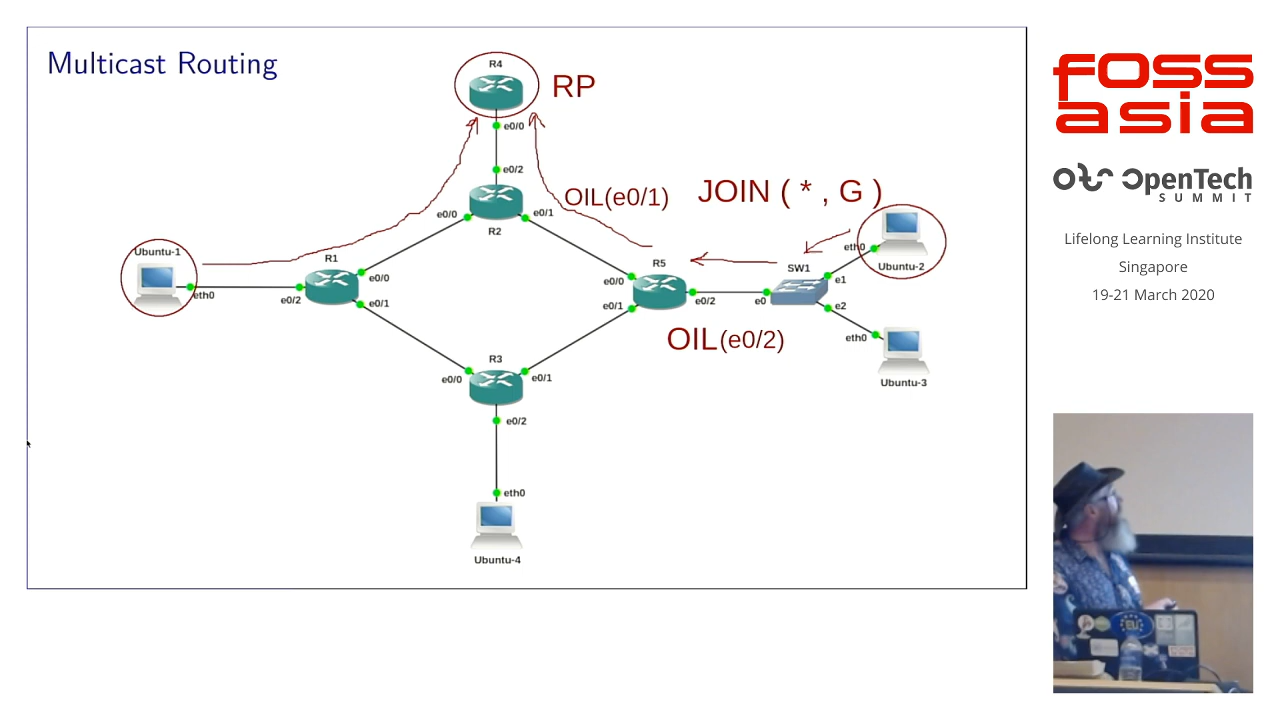 Multicast Routing
R4
RP
e0/0
e0/2
OIL(e0/1)
JOIN ( * , G )
e0/0
e0/1
R2
eth0
Ubuntu-2
Ubuntu-1
R1
e0/0
eth0
e0/2
e0/1
R5
e0/0
e0/1
e0/2
SW1
e0
e1
e2
OIL(e0/2)
eth0
Ubuntu-3
R3
e0/0
e0/1
e0/2
eth0
Ubuntu-4
FOSS
asia
OpenTech
SUMMIT
Lifelong Learning Institute
Singapore
19-21 March 2020
EU